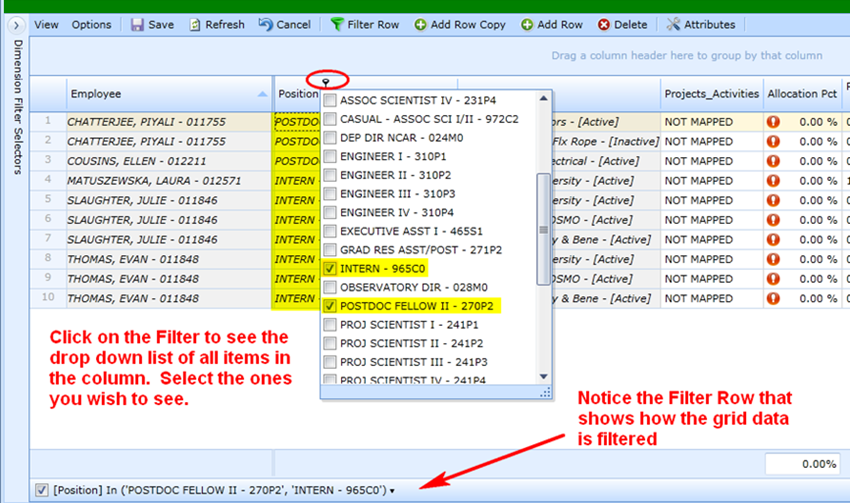 View Options Save Refresh Cancel Filter Row Add Row Copy Add Row Delete Attributes
Dimension Filter Selectors
Drag a column header here to group by that column
Employee Position Projects_Activities Allocation Pct
1 CHATTERJEE, PIYALI - 011755 POSTDO ors - [Active] NOT MAPPED 0.00 %
2 CHATTERJEE, PIYALI - 011755 POSTDO Flx Rope - [Inactive] NOT MAPPED 0.00 %
3 COUSINS, ELLEN - 012211 POSTDO ectrical - [Active] NOT MAPPED 0.00 %
4 MATUSZEWSKA, LAURA - 012571 INTERN - ersity - [Active] NOT MAPPED 0.00 %
5 SLAUGHTER, JULIE - 011846 INTERN - ersity - [Active] NOT MAPPED 0.00 %
6 SLAUGHTER, JULIE - 011846 INTERN - OSMO - [Active] NOT MAPPED 0.00 %
7 SLAUGHTER, JULIE - 011846 INTERN - y & Bene - [Active] NOT MAPPED 0.00 %
8 THOMAS, EVAN - 011848 INTERN - ersity - [Active] NOT MAPPED 0.00 %
9 THOMAS, EVAN - 011848 INTERN - OSMO - [Active] NOT MAPPED 0.00 %
10 THOMAS, EVAN - 011848 INTERN - y & Bene - [Active] NOT MAPPED 0.00 %
ASSOC SCIENTIST IV - 231P4
CASUAL - ASSOC SCI I/II - 972C2
DEP DIR NCAR - 024M0
ENGINEER I - 310P1
ENGINEER II - 310P2
ENGINEER III - 310P3
ENGINEER IV - 310P4
EXECUTIVE ASST I - 465S1
GRAD RES ASST/POST - 271P2
INTERN - 965C0
OBSERVATORY DIR - 028M0
POSTDOC FELLOW II - 270P2
PROJ SCIENTIST I - 241P1
PROJ SCIENTIST II - 241P2
PROJ SCIENTIST III - 241P3
PROJ SCIENTIST IV - 241P4
Click on the Filter to see the
drop down list of all items in
the column. Select the ones
you wish to see.
Notice the Filter Row that
shows how the grid data
is filtered
0.00%
[Position] In ('POSTDOC FELLOW II - 270P2', 'INTERN - 965C0')